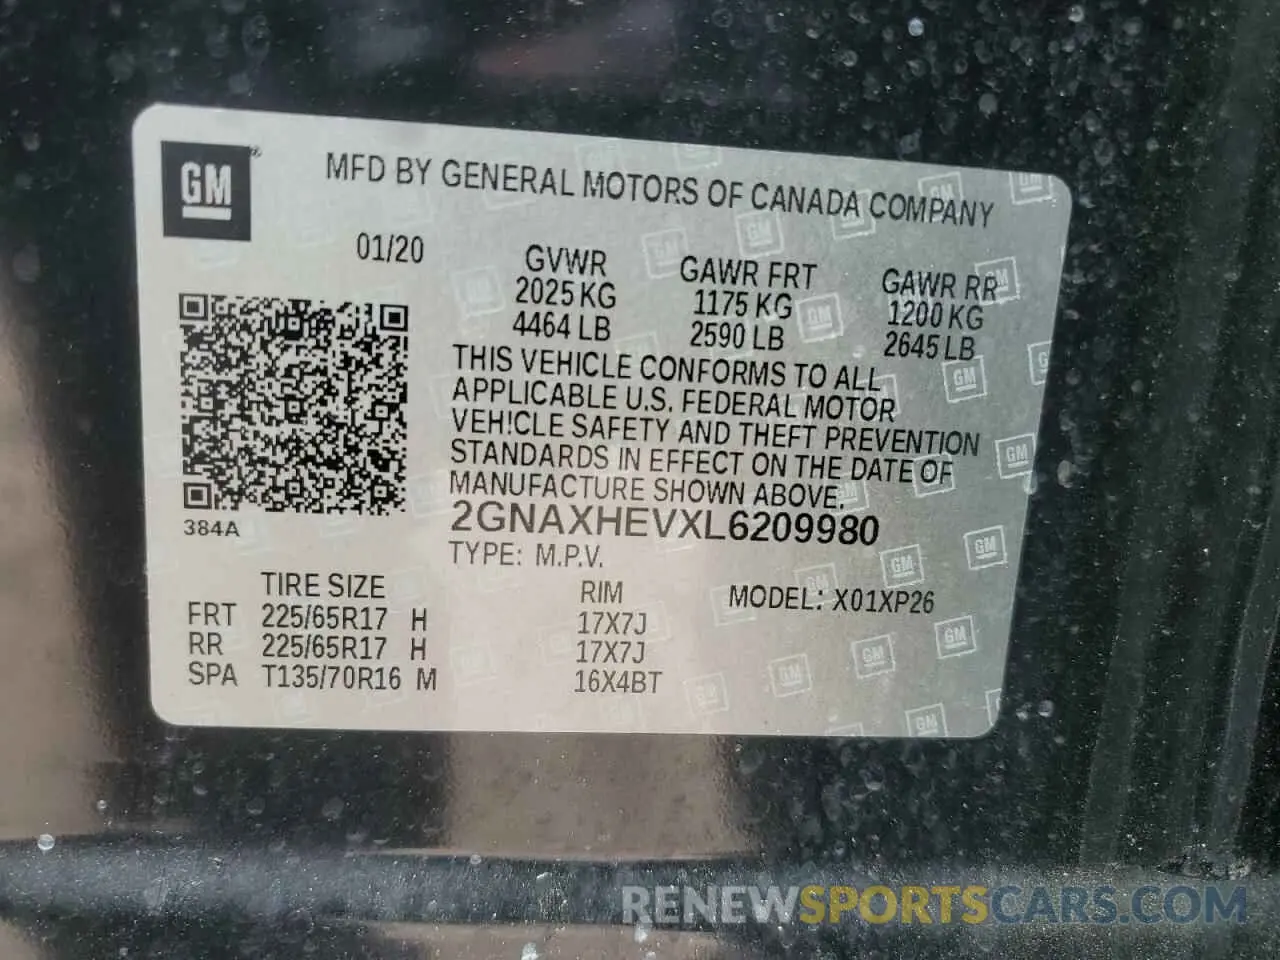 GM®
MFD BY GENERAL MOTORS OF CANADA COMPANY
01/20
GVWR
2025 KG
4464 LB
GAWR FRT
1175 KG
2590 LB
GAWR RR
1200 KG
2645 LB
THIS VEHICLE CONFORMS TO ALL
APPLICABLE U.S. FEDERAL MOTOR
VEHICLE SAFETY AND THEFT PREVENTION
STANDARDS IN EFFECT ON THE DATE OF
MANUFACTURE SHOWN ABOVE.
384A
2GNAXHEVXL6209980
TYPE: M.P.V.
TIRE SIZE RIM MODEL: X01XP26
FRT 225/65R17 H 17X7J
RR 225/65R17 H 17X7J
SPA T135/70R16 M 16X4BT
RENEWSPORTSCARS.COM